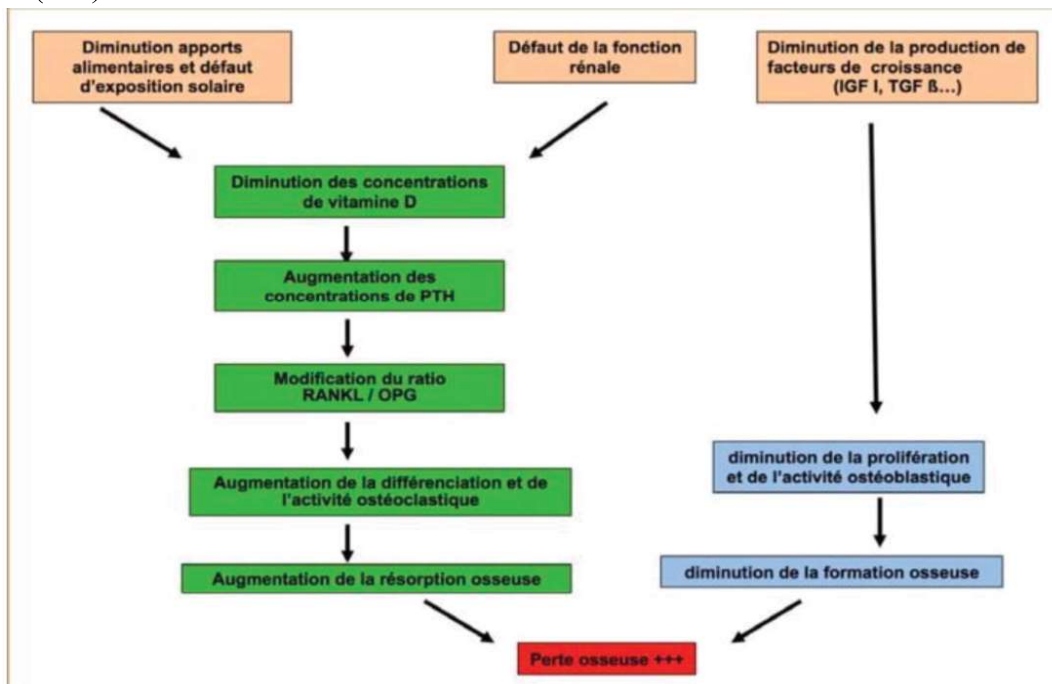 Diminution apports
alimentaires et défaut
d'exposition solaire
Défaut de la fonction
rénale
Diminution de la production de
facteurs de croissance
(IGF I, TGF ß...)
Diminution des concentrations
de vitamine D
Augmentation des
concentrations de PTH
Modification du ratio
RANKL / OPG
Augmentation de la différenciation et de
l'activité ostéoclastique
Augmentation de la résorption osseuse
diminution de la prolifération
et de l'activité ostéoblastique
diminution de la formation osseuse
Perte osseuse +++